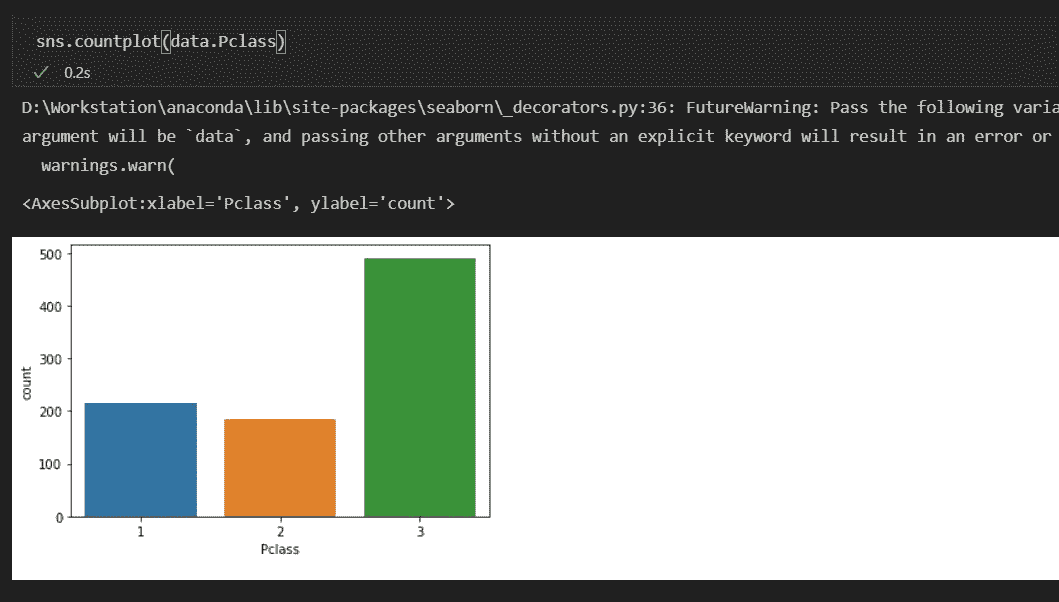 sns.countplot(data.Pclass)
0.2s
D:\Workstation\anaconda\lib\site-packages\seaborn\_decorators.py:36: FutureWarning: Pass the following varia
argument will be `data`, and passing other arguments without an explicit keyword will result in an error or
warnings.warn(
<AxesSubplot:xlabel='Pclass', ylabel='count'>
500
400
300
200
100
0
count
1 2 3
Pclass